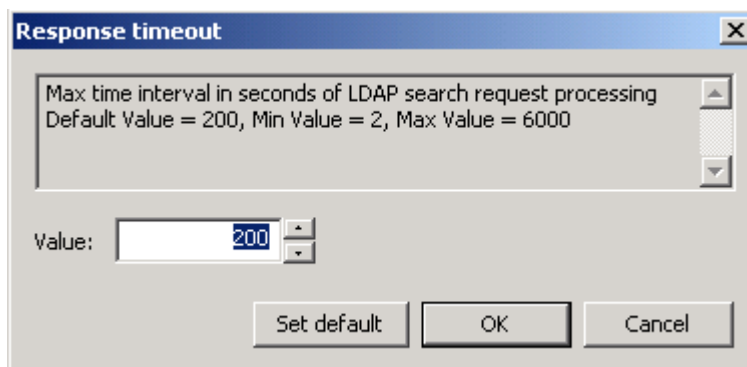 Response timeout
Max time interval in seconds of LDAP search request processing
Default Value = 200, Min Value = 2, Max Value = 6000
Value: 200
Set default OK Cancel